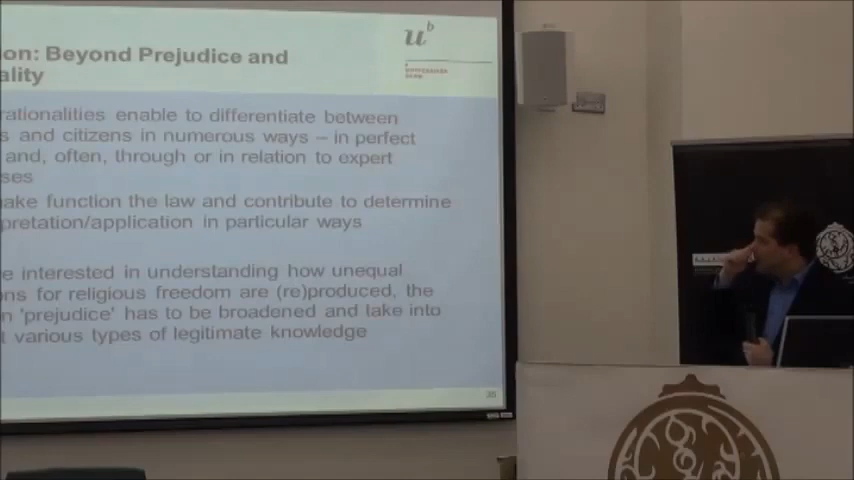 on: Beyond Prejudice and
ality
u^b
rationalities enable to differentiate between
s and citizens in numerous ways – in perfect
and, often, through or in relation to expert
ses
ake function the law and contribute to determine
pretation/application in particular ways
e interested in understanding how unequal
ons for religious freedom are (re)produced, the
n 'prejudice' has to be broadened and take into
t various types of legitimate knowledge